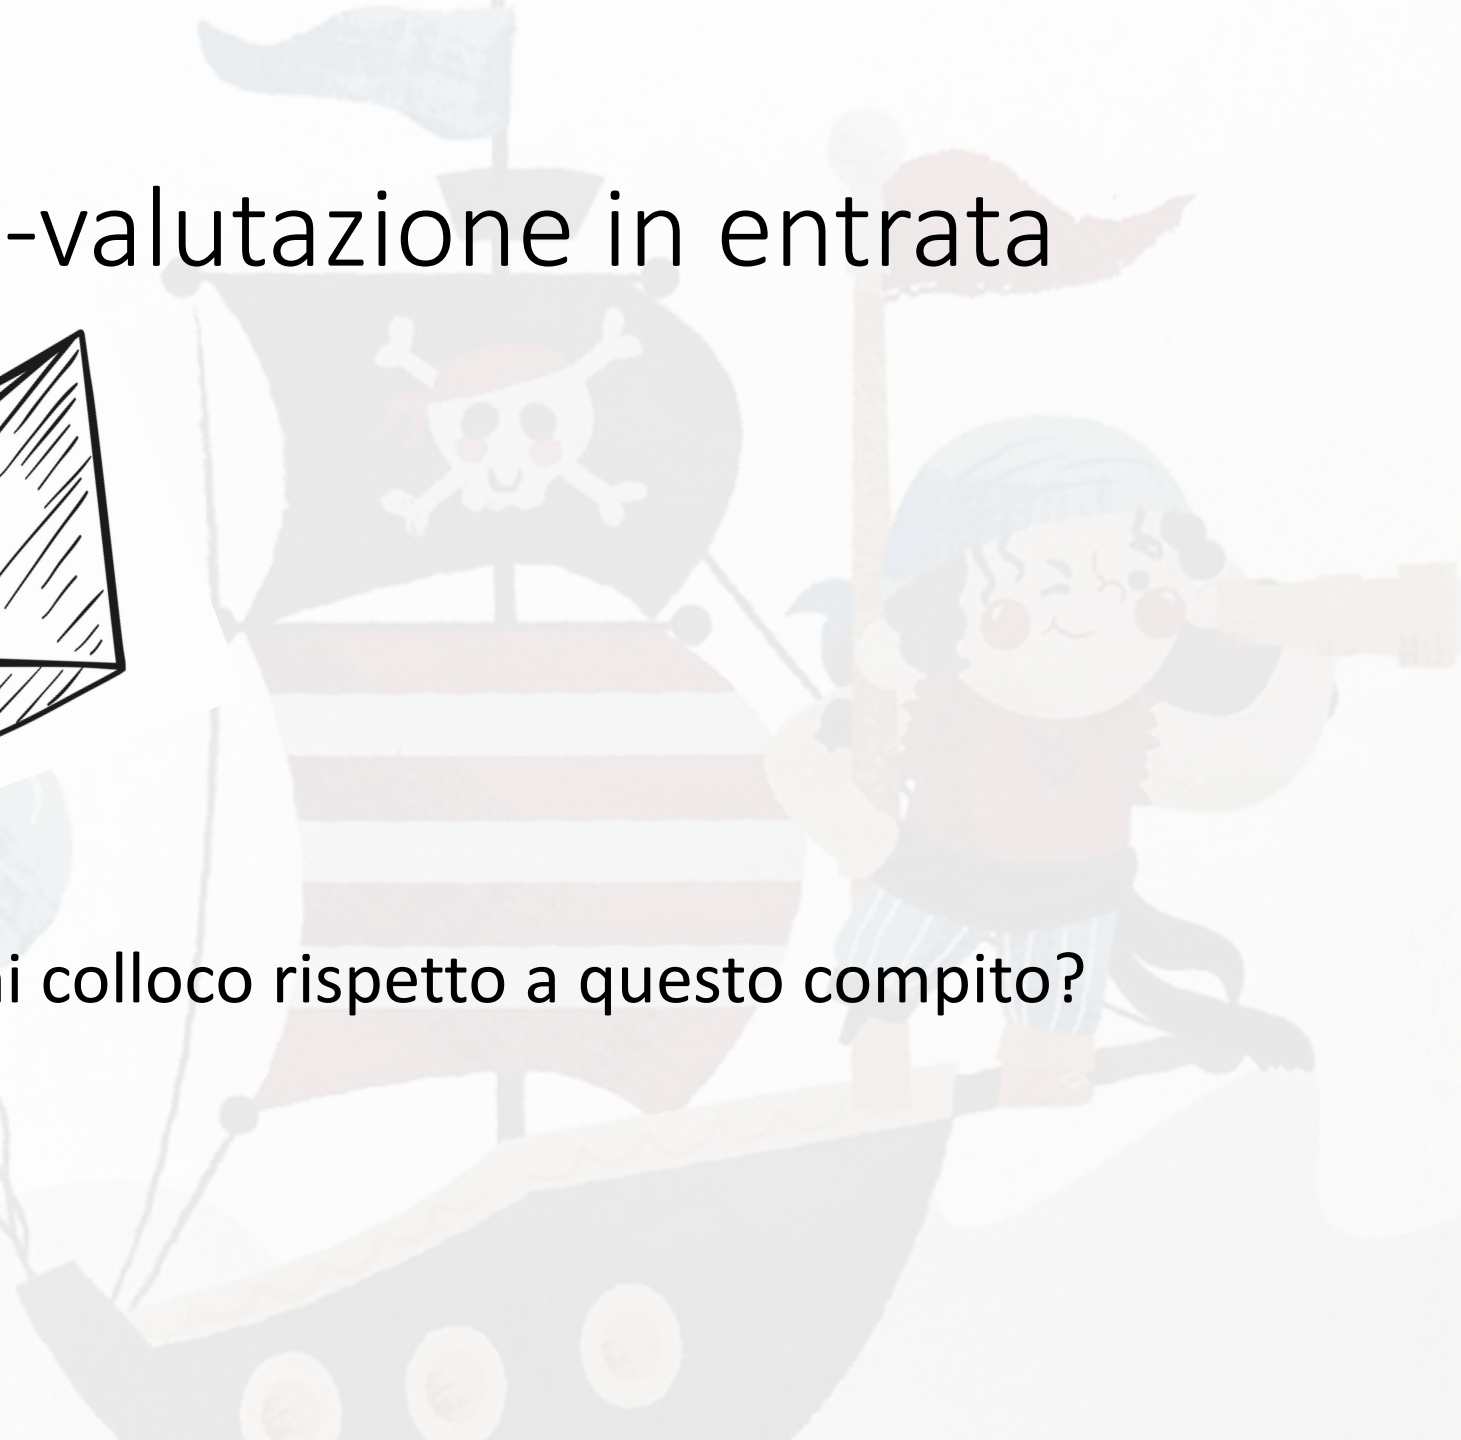 -valutazione in entrata
colloco rispetto a questo compito?